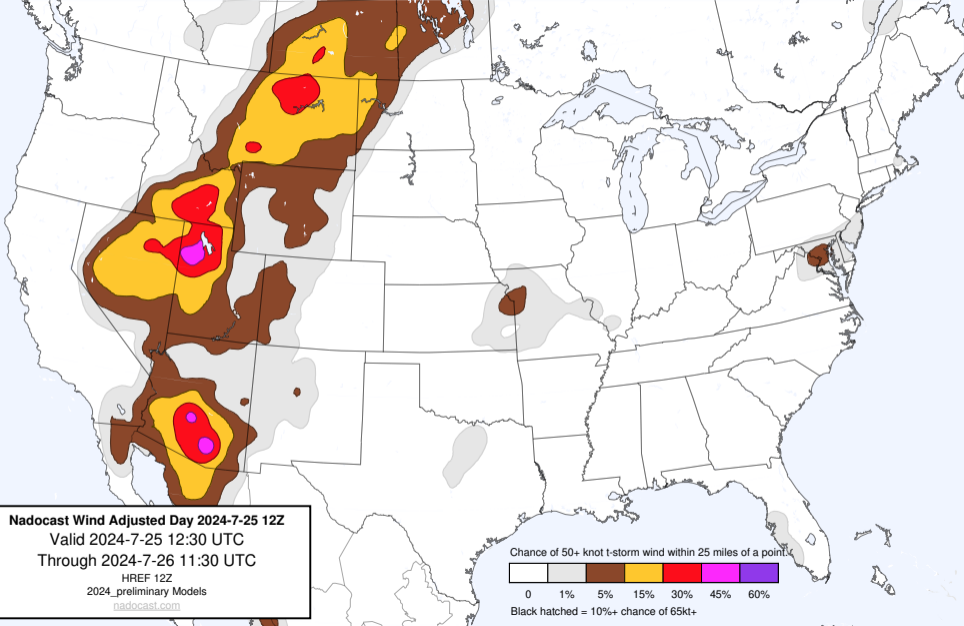 Nadocast Wind Adjusted Day 2024-7-25 12Z
Valid 2024-7-25 12:30 UTC
Through 2024-7-26 11:30 UTC
HREF 12Z
2024_preliminary Models
nadocast.com
Chance of 50+ knot t-storm wind within 25 miles of a point.
0 1% 5% 15% 30% 45% 60%
Black hatched = 10%+ chance of 65kt+